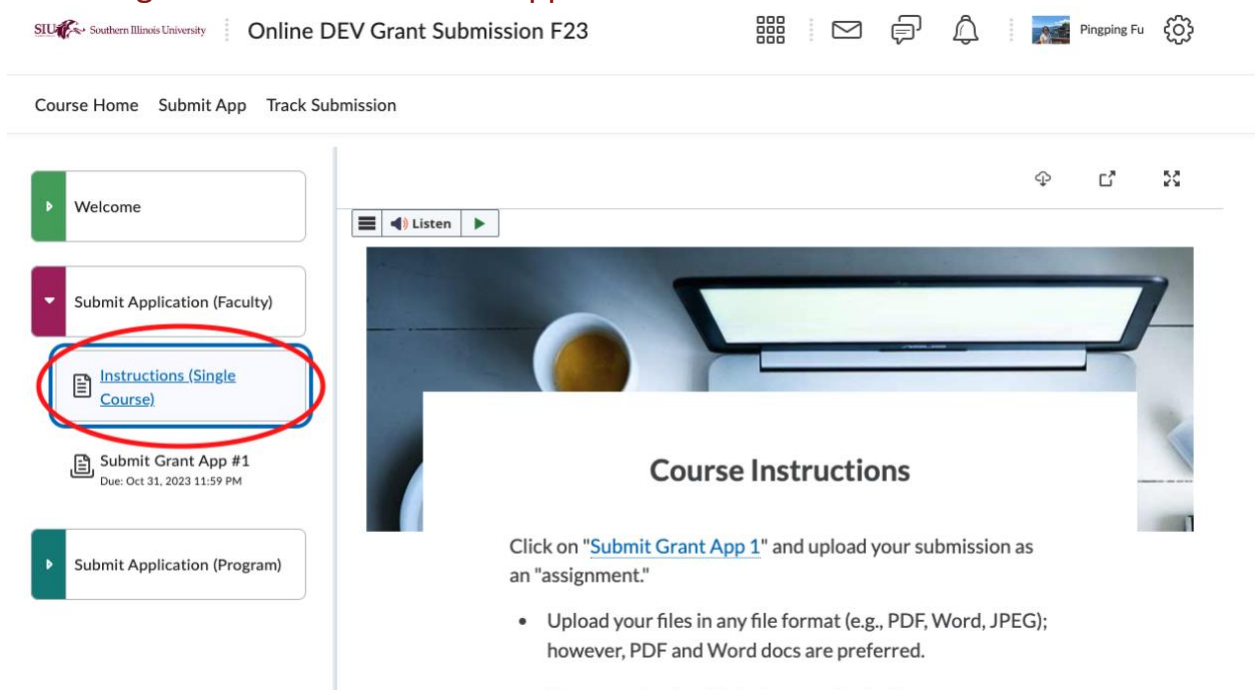 SIU Southern Illinois University
Online DEV Grant Submission F23
Pingping Fu
Course Home Submit App Track Submission
Welcome
Submit Application (Faculty)
Instructions (Single
Course)
Submit Grant App #1
Due: Oct 31, 2023 11:59 PM
Submit Application (Program)
Listen
Course Instructions
Click on "Submit Grant App 1" and upload your submission as
an "assignment."
• Upload your files in any file format (e.g., PDF, Word, JPEG);
however, PDF and Word docs are preferred.